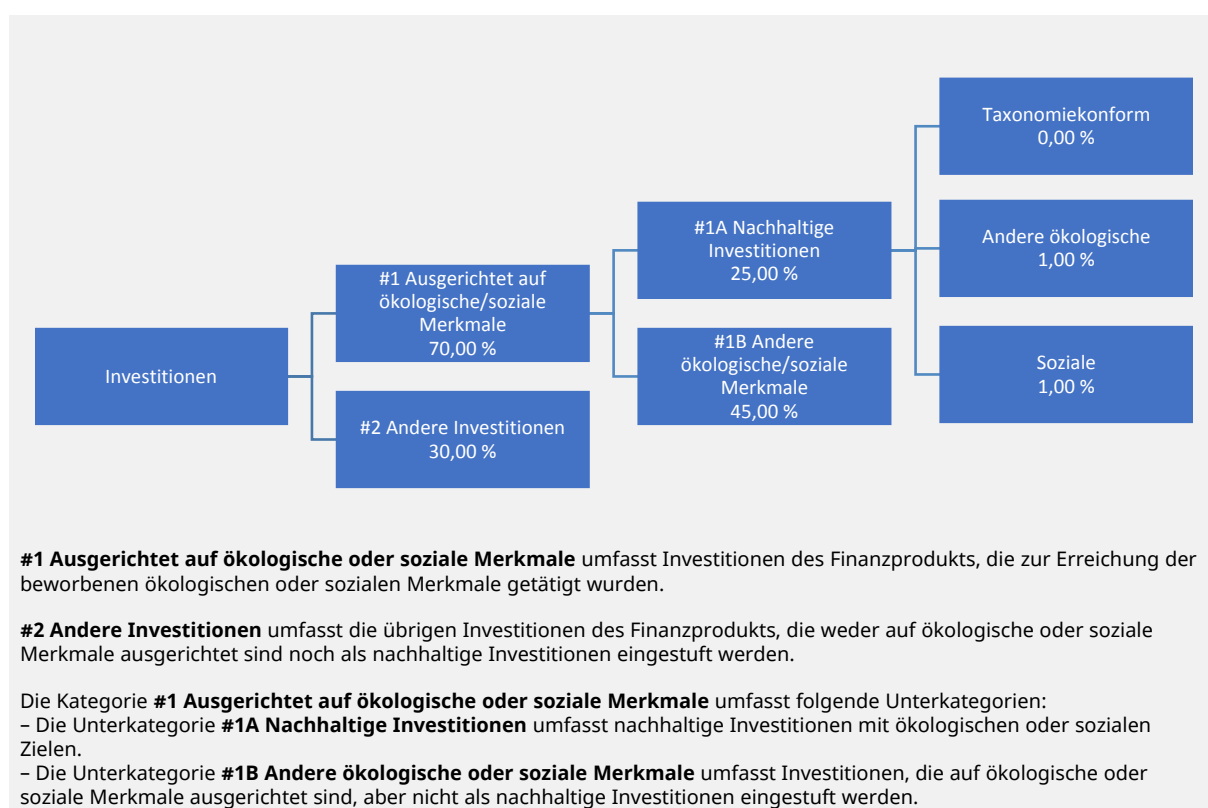 Taxonomiekonform
0,00 %
#1A Nachhaltige
Investitionen
25,00 %
Andere ökologische
1,00 %
#1 Ausgerichtet auf
ökologische/soziale
Merkmale
70,00 %
Investitionen
#1B Andere
ökologische/soziale
Merkmale
45,00 %
Soziale
1,00 %
#2 Andere Investitionen
30,00 %
#1 Ausgerichtet auf ökologische oder soziale Merkmale umfasst Investitionen des Finanzprodukts, die zur Erreichung der
beworbenen ökologischen oder sozialen Merkmale getätigt wurden.
#2 Andere Investitionen umfasst die übrigen Investitionen des Finanzprodukts, die weder auf ökologische oder soziale
Merkmale ausgerichtet sind noch als nachhaltige Investitionen eingestuft werden.
Die Kategorie #1 Ausgerichtet auf ökologische oder soziale Merkmale umfasst folgende Unterkategorien:
– Die Unterkategorie #1A Nachhaltige Investitionen umfasst nachhaltige Investitionen mit ökologischen oder sozialen
Zielen.
– Die Unterkategorie #1B Andere ökologische oder soziale Merkmale umfasst Investitionen, die auf ökologische oder
soziale Merkmale ausgerichtet sind, aber nicht als nachhaltige Investitionen eingestuft werden.